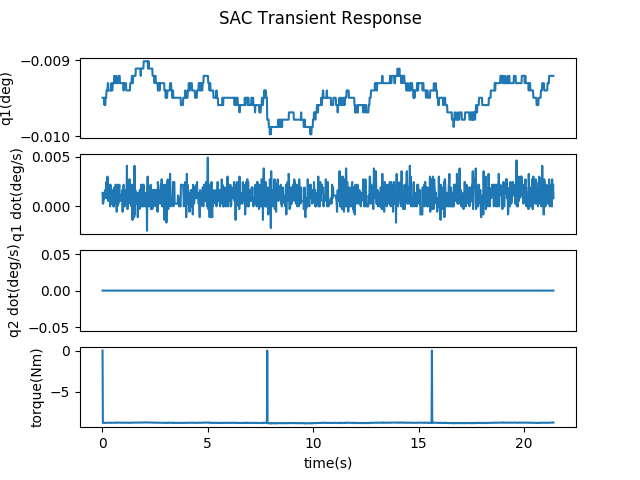 SAC Transient Response
−0.009
−0.010
q1(deg)
0.005
0.000
q1 dot(deg/s)
0.05
0.00
−0.05
q2 dot(deg/s)
0
−5
torque(Nm)
0 5 10 15 20
time(s)